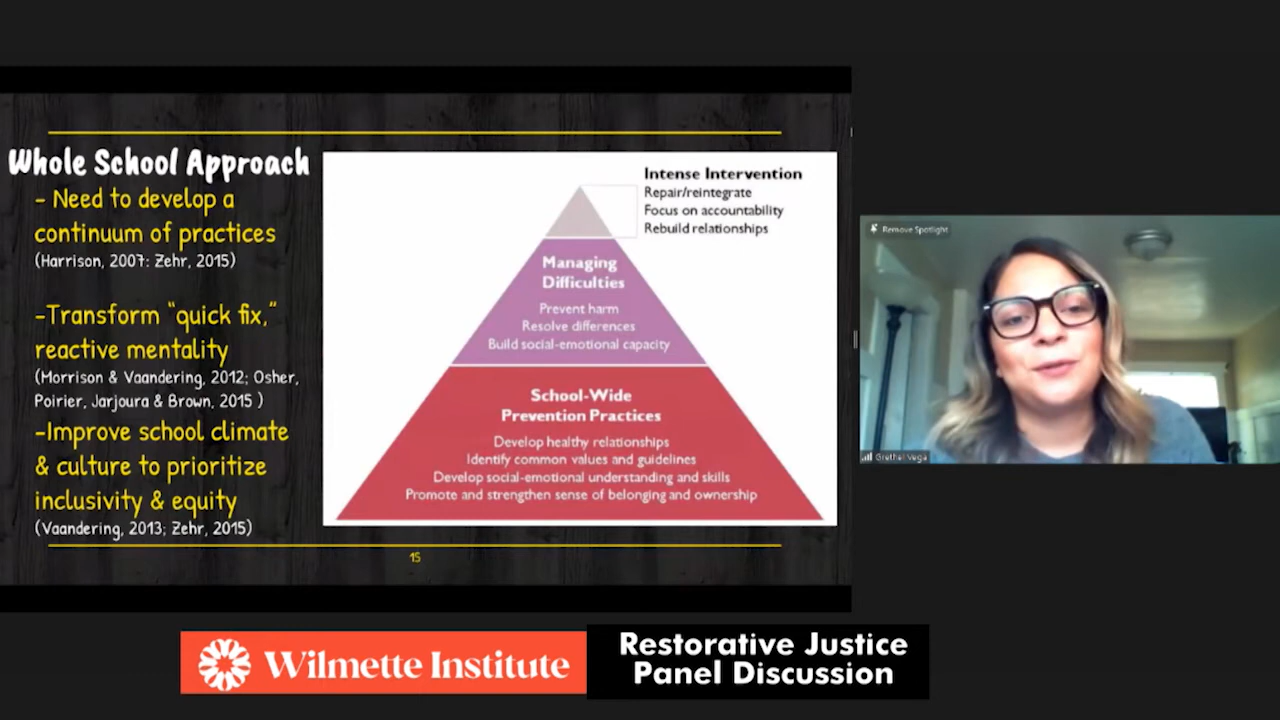 Whole School Approach
- Need to develop a
continuum of practices
(Harrison, 2007: Zehr, 2015)
-Transform “quick fix,”
reactive mentality
(Morrison & Vaandering, 2012; Osher,
Poirier, Jarjoura & Brown, 2015 )
-Improve school climate
& culture to prioritize
inclusivity & equity
(Vaandering, 2013; Zehr, 2015)
Intense Intervention
Repair/reintegrate
Focus on accountability
Rebuild relationships
Managing
Difficulties
Prevent harm
Resolve differences
Build social-emotional capacity
School-Wide
Prevention Practices
Develop healthy relationships
Identify common values and guidelines
Develop social-emotional understanding and skills
Promote and strengthen sense of belonging and ownership
15
Remove Spotlight
Grethel Vega
Wilmette Institute
Restorative Justice
Panel Discussion